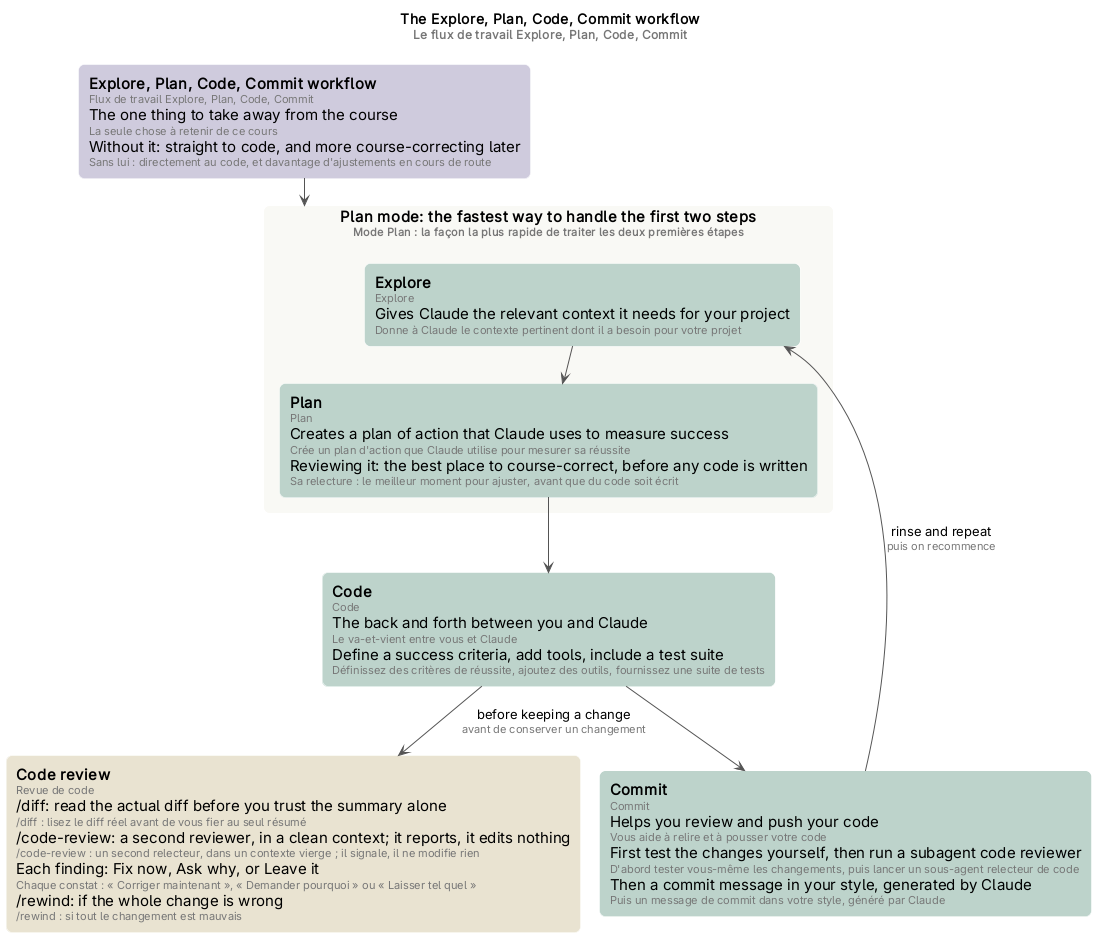 The Explore, Plan, Code, Commit workflow
Le flux de travail Explore, Plan, Code, Commit
Explore, Plan, Code, Commit workflow
Flux de travail Explore, Plan, Code, Commit
The one thing to take away from the course
La seule chose à retenir de ce cours
Without it: straight to code, and more course-correcting later
Sans lui : directement au code, et davantage d'ajustements en cours de route
Plan mode: the fastest way to handle the first two steps
Mode Plan : la façon la plus rapide de traiter les deux premières étapes
Explore
Explore
Gives Claude the relevant context it needs for your project
Donne à Claude le contexte pertinent dont il a besoin pour votre projet
Plan
Plan
Creates a plan of action that Claude uses to measure success
Crée un plan d'action que Claude utilise pour mesurer sa réussite
Reviewing it: the best place to course-correct, before any code is written
Sa relecture : le meilleur moment pour ajuster, avant que du code soit écrit
rinse and repeat
puis on recommence
Code
Code
The back and forth between you and Claude
Le va-et-vient entre vous et Claude
Define a success criteria, add tools, include a test suite
Définissez des critères de réussite, ajoutez des outils, fournissez une suite de tests
before keeping a change
avant de conserver un changement
Code review
Revue de code
/diff: read the actual diff before you trust the summary alone
/diff : lisez le diff réel avant de vous fier au seul résumé
/code-review: a second reviewer, in a clean context; it reports, it edits nothing
/code-review : un second relecteur, dans un contexte vierge ; il signale, il ne modifie rien
Each finding: Fix now, Ask why, or Leave it
Chaque constat : « Corriger maintenant », « Demander pourquoi » ou « Laisser tel quel »
/rewind: if the whole change is wrong
/rewind : si tout le changement est mauvais
Commit
Commit
Helps you review and push your code
Vous aide à relire et à pousser votre code
First test the changes yourself, then run a subagent code reviewer
D'abord tester vous-même les changements, puis lancer un sous-agent relecteur de code
Then a commit message in your style, generated by Claude
Puis un message de commit dans votre style, généré par Claude